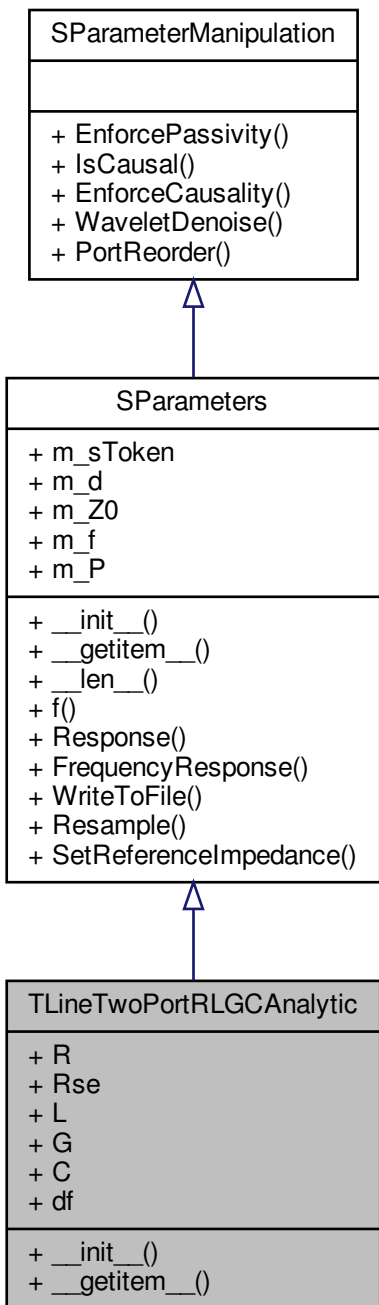 SParameterManipulation
+ EnforcePassivity()
+ IsCausal()
+ EnforceCausality()
+ WaveletDenoise()
+ PortReorder()
SParameters
+ m_sToken
+ m_d
+ m_Z0
+ m_f
+ m_P
+ __init__()
+ __getitem__()
+ __len__()
+ f()
+ Response()
+ FrequencyResponse()
+ WriteToFile()
+ Resample()
+ SetReferenceImpedance()
TLineTwoPortRLGCAnalytic
+ R
+ Rse
+ L
+ G
+ C
+ df
+ __init__()
+ __getitem__()